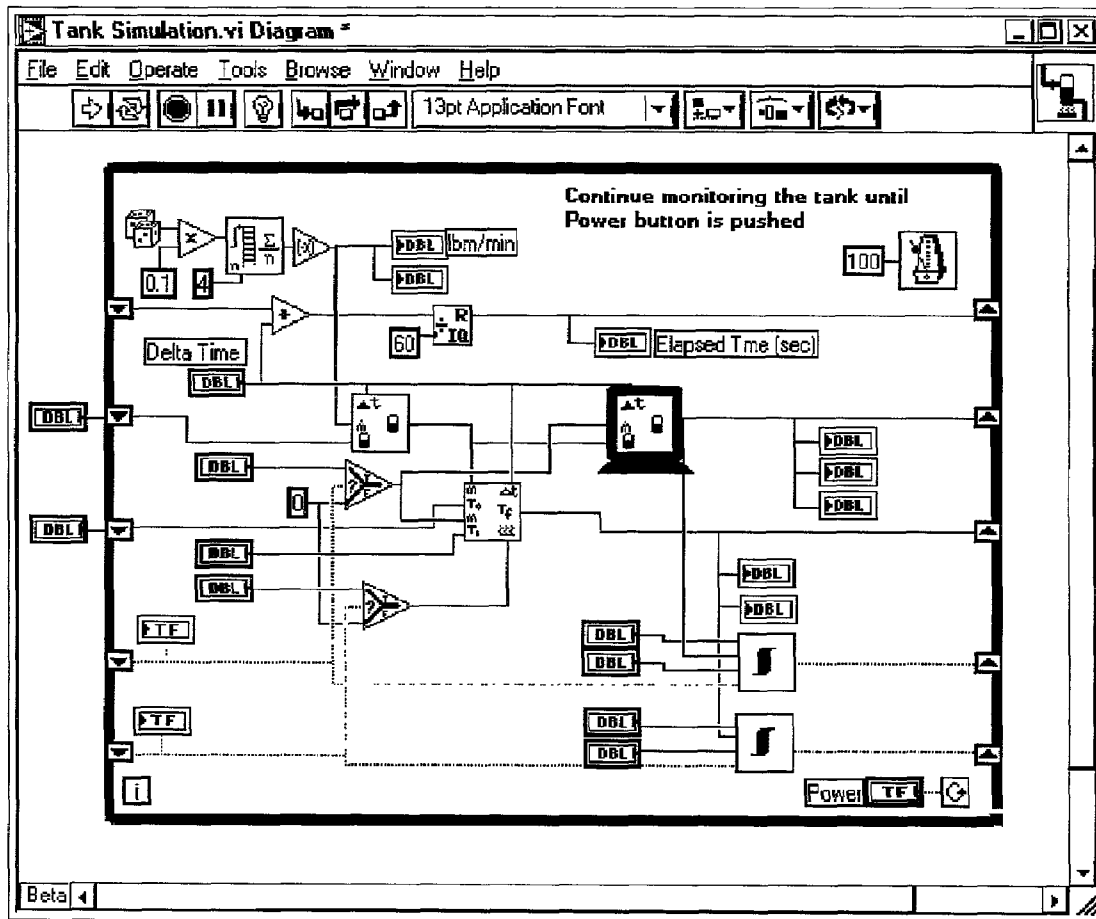 Tank Simulation.vi Diagram *
File Edit Operate Tools Browse Window Help
13pt Application Font
Continue monitoring the tank until
Power button is pushed
DBL lbm/min
0.1 4 DBL
100
R
60 IQ
DBL Elapsed Tme (sec)
Delta Time
DBL
Δt
ṁ
Δt
ṁ
DBL
DBL
DBL
DBL
DBL
0
DBL
DBL
DBL
DBL
DBL
DBL
TF
DBL
DBL
TF
DBL
DBL
i
Power TF
Beta